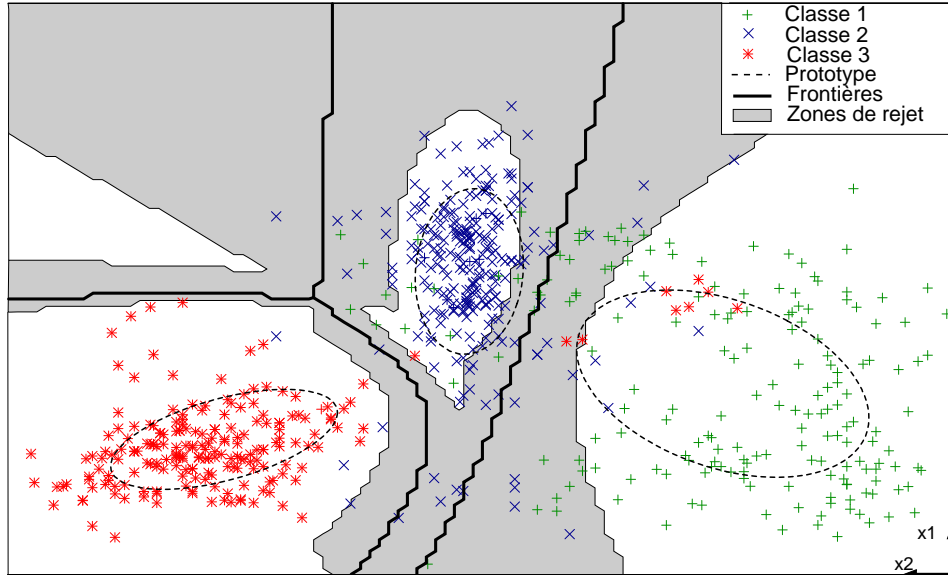 Classe 1
Classe 2
Classe 3
Prototype
Frontières
Zones de rejet
x1
x2